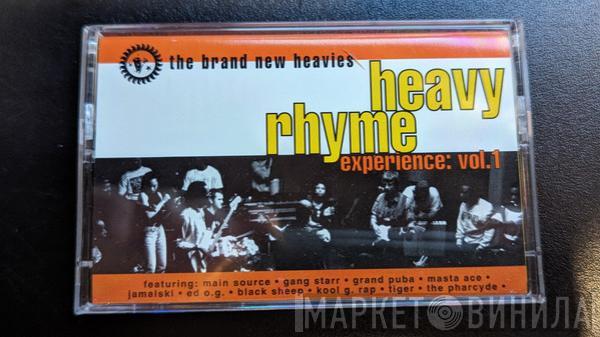 the brand new heavies
heavy
rhyme
experience: vol.1
featuring: main source • gang starr • grand puba • masta ace •
jamalski • ed o.g. • black sheep • kool g. rap • tiger • the pharcyde •
МАРКЕТ ВИНИЛА